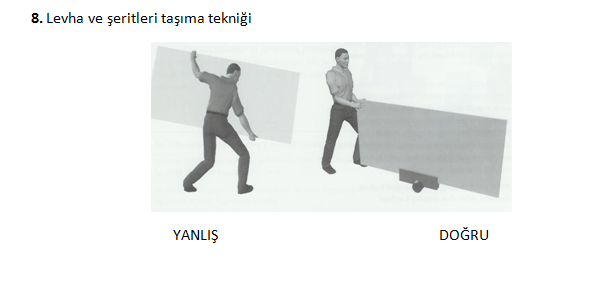 8. Levha ve şeritleri taşıma tekniği
YANLIŞ
DOĞRU